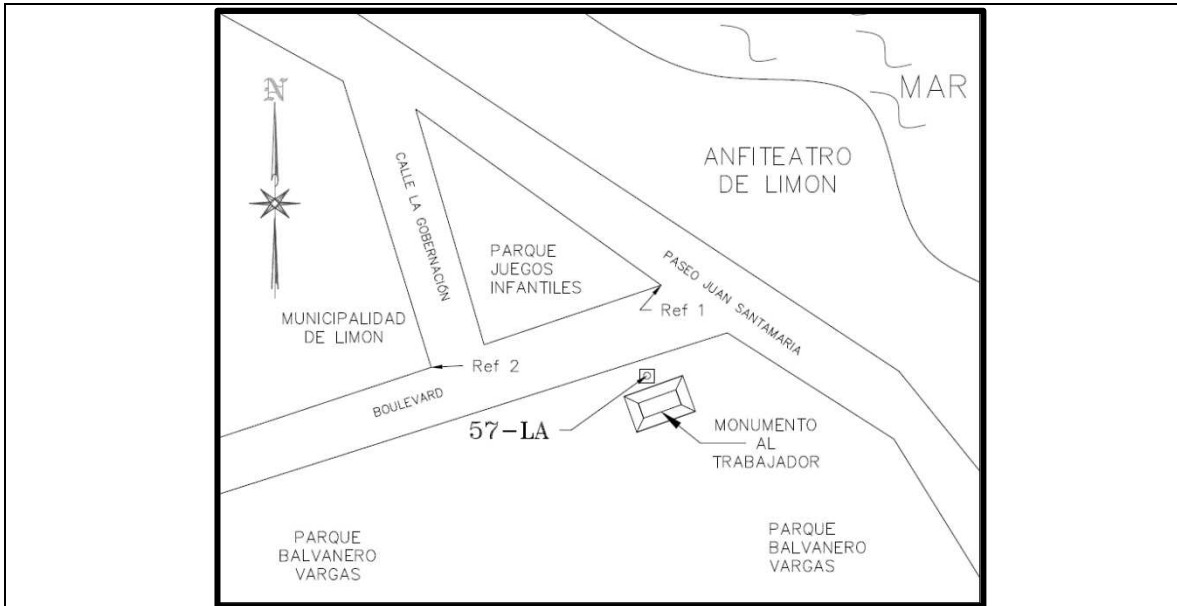 N
MAR
ANFITEATRO
DE LIMON
CALLE LA GOBERNACIÓN
PARQUE
JUEGOS
INFANTILES
PASEO JUAN SANTAMARIA
Ref 1
MUNICIPALIDAD
DE LIMON
Ref 2
BOULEVARD
57-LA
MONUMENTO
AL
TRABAJADOR
PARQUE
BALVANERO
VARGAS
PARQUE
BALVANERO
VARGAS